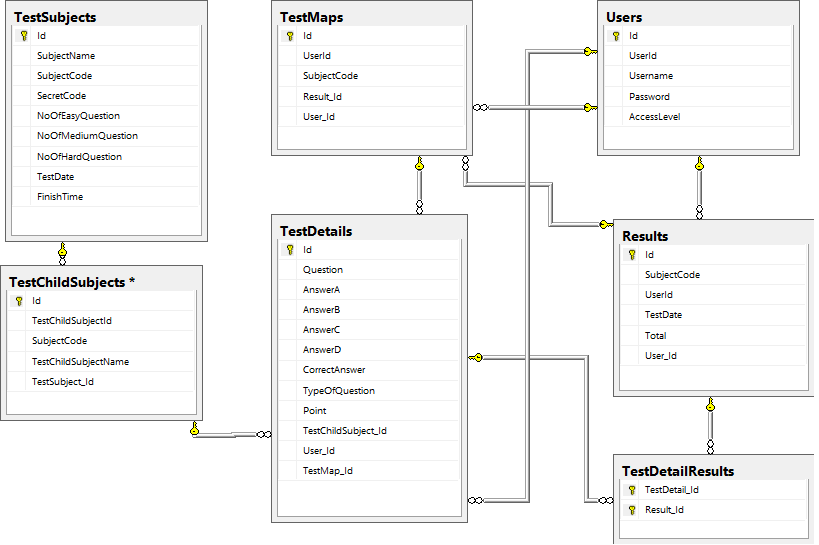 TestSubjects
Id
SubjectName
SubjectCode
SecretCode
NoOfEasyQuestion
NoOfMediumQuestion
NoOfHardQuestion
TestDate
FinishTime
TestChildSubjects *
Id
TestChildSubjectId
SubjectCode
TestChildSubjectName
TestSubject_Id
TestMaps
Id
UserId
SubjectCode
Result_Id
User_Id
TestDetails
Id
Question
AnswerA
AnswerB
AnswerC
AnswerD
CorrectAnswer
TypeOfQuestion
Point
TestChildSubject_Id
User_Id
TestMap_Id
Users
Id
UserId
Username
Password
AccessLevel
Results
Id
SubjectCode
UserId
TestDate
Total
User_Id
TestDetailResults
TestDetail_Id
Result_Id